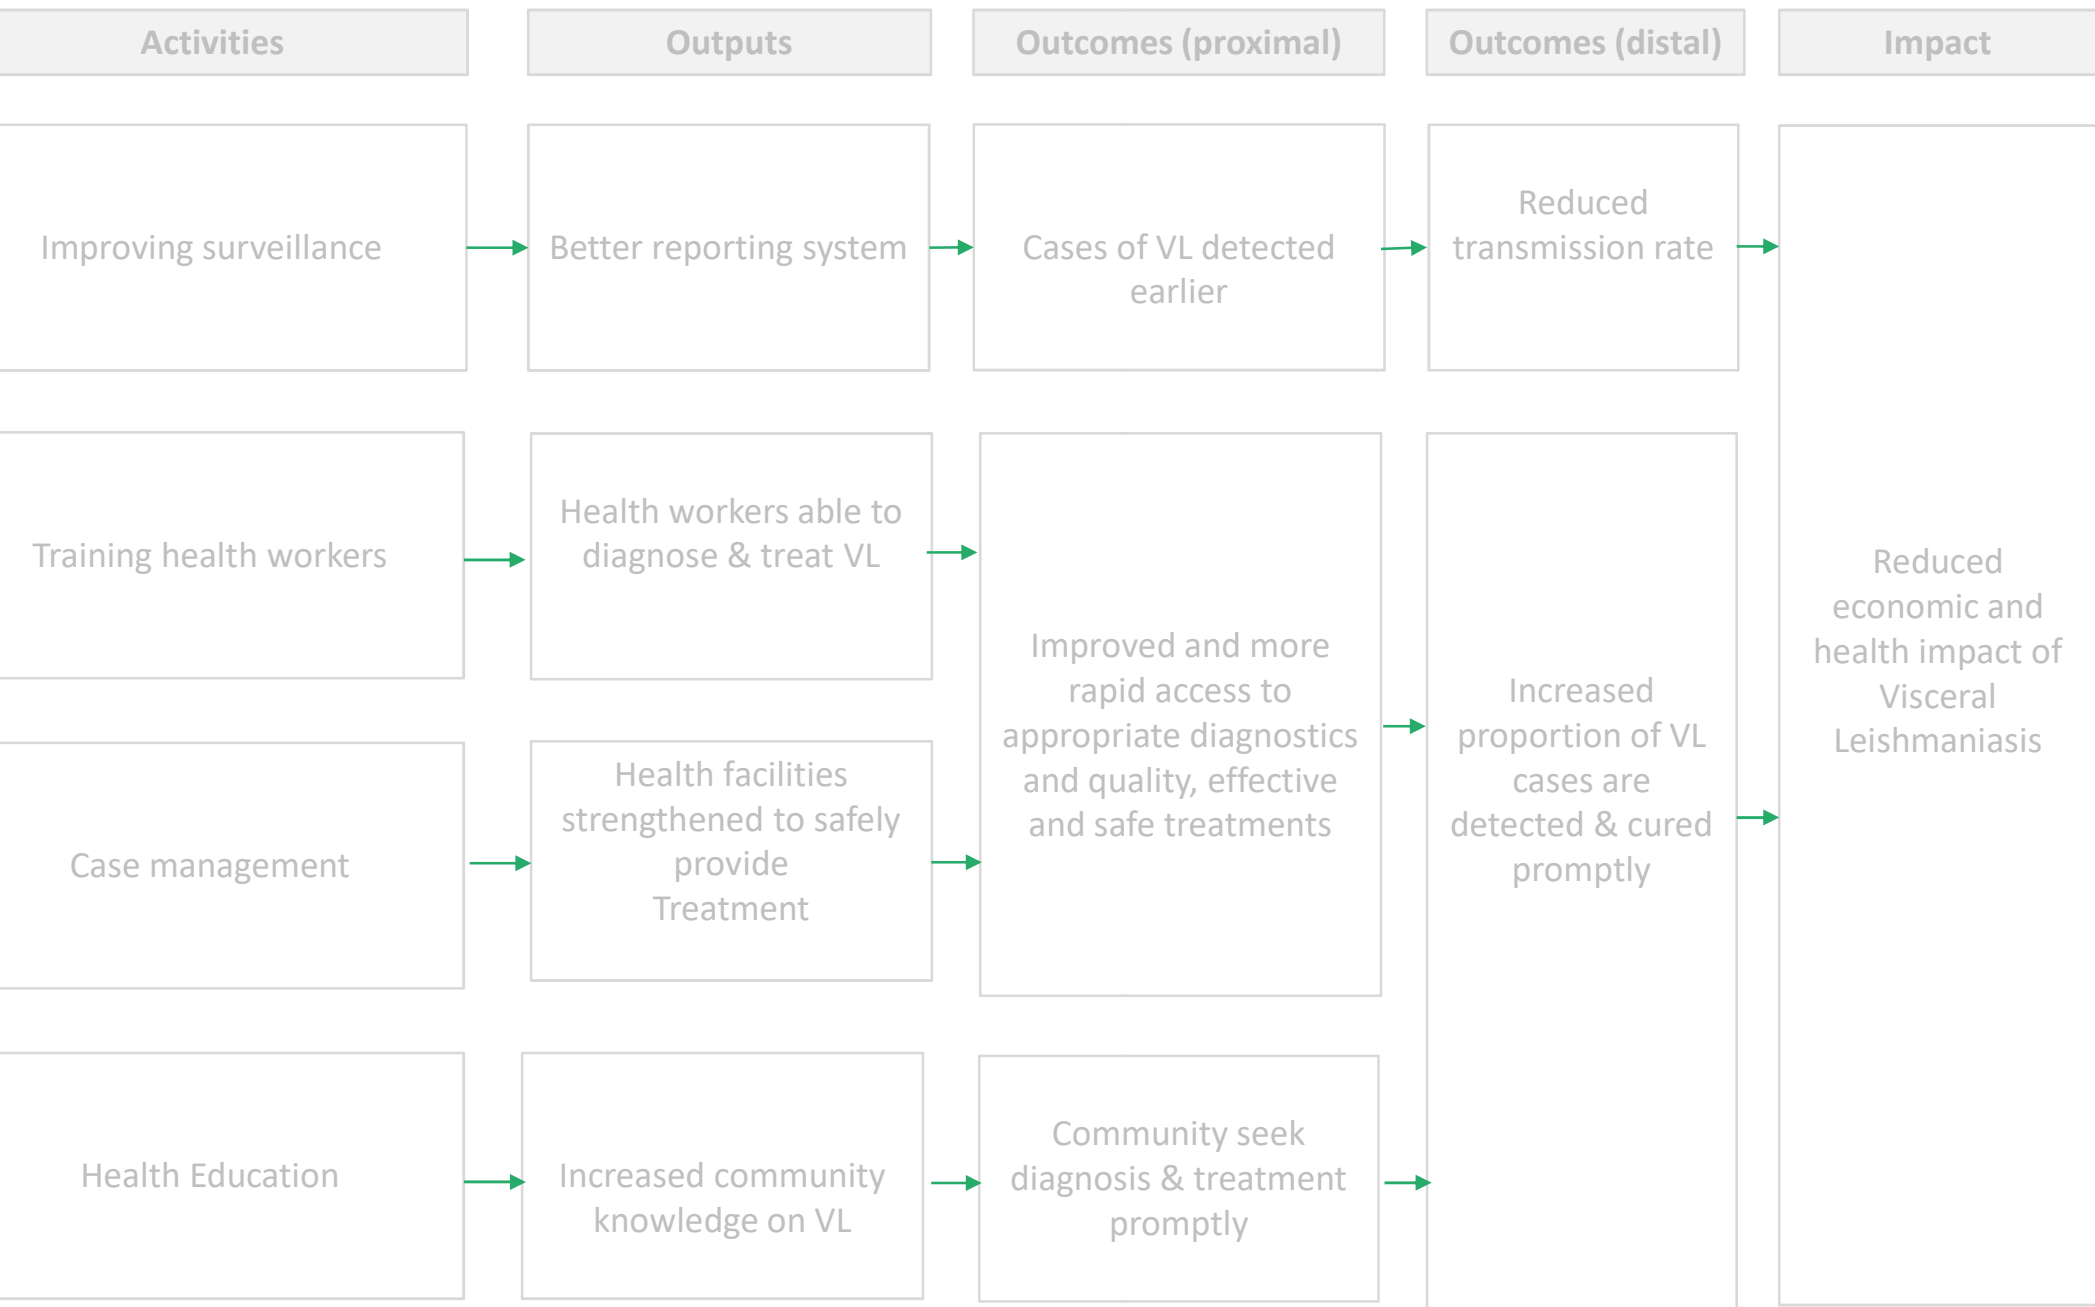 Activities
Outputs
Outcomes (proximal)
Outcomes (distal)
Impact
Improving surveillance
Better reporting system
Cases of VL detected
earlier
Reduced
transmission rate
Training health workers
Health workers able to
diagnose & treat VL
Case management
Health facilities
strengthened to safely
provide
Treatment
Improved and more
rapid access to
appropriate diagnostics
and quality, effective
and safe treatments
Health Education
Increased community
knowledge on VL
Community seek
diagnosis & treatment
promptly
Increased
proportion of VL
cases are
detected & cured
promptly
Reduced
economic and
health impact of
Visceral
Leishmaniasis